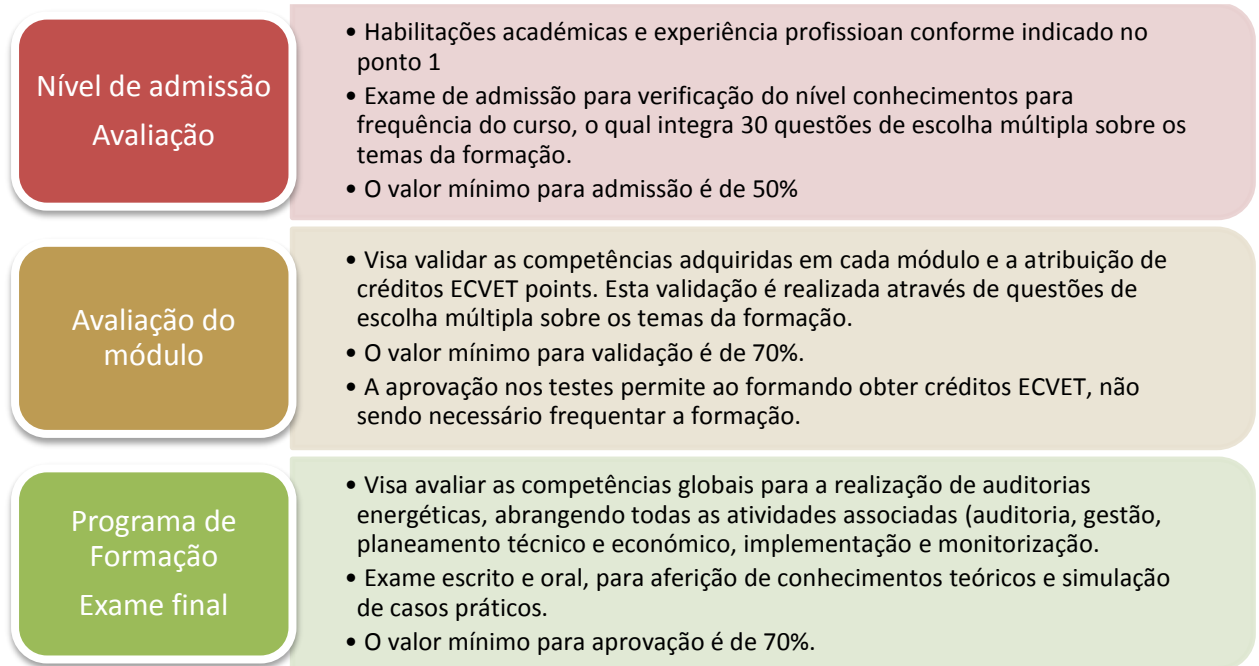 Nível de admissão
Avaliação
• Habilitações académicas e experiência profissioan conforme indicado no
ponto 1
• Exame de admissão para verificação do nível conhecimentos para
frequência do curso, o qual integra 30 questões de escolha múltipla sobre os
temas da formação.
• O valor mínimo para admissão é de 50%
Avaliação do
módulo
• Visa validar as competências adquiridas em cada módulo e a atribuição de
créditos ECVET points. Esta validação é realizada através de questões de
escolha múltipla sobre os temas da formação.
• O valor mínimo para validação é de 70%.
• A aprovação nos testes permite ao formando obter créditos ECVET, não
sendo necessário frequentar a formação.
Programa de
Formação
Exame final
• Visa avaliar as competências globais para a realização de auditorias
energéticas, abrangendo todas as atividades associadas (auditoria, gestão,
planeamento técnico e económico, implementação e monitorização.
• Exame escrito e oral, para aferição de conhecimentos teóricos e simulação
de casos práticos.
• O valor mínimo para aprovação é de 70%.